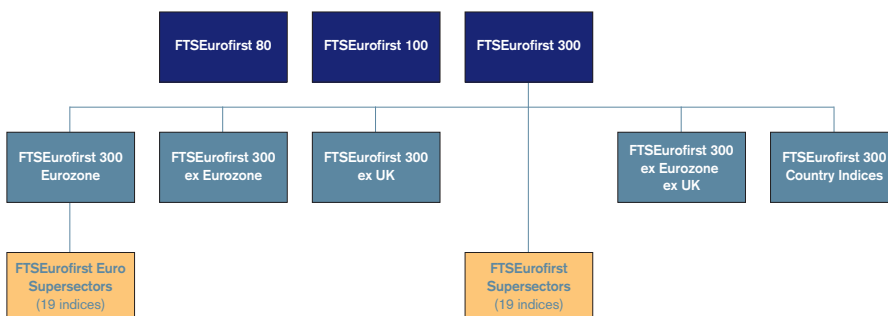 FTSEurofirst 80
FTSEurofirst 100
FTSEurofirst 300
FTSEurofirst 300
Eurozone
FTSEurofirst 300
ex Eurozone
FTSEurofirst 300
ex UK
FTSEurofirst 300
ex Eurozone
ex UK
FTSEurofirst 300
Country Indices
FTSEurofirst Euro
Supersectors
(19 indices)
FTSEurofirst
Supersectors
(19 indices)